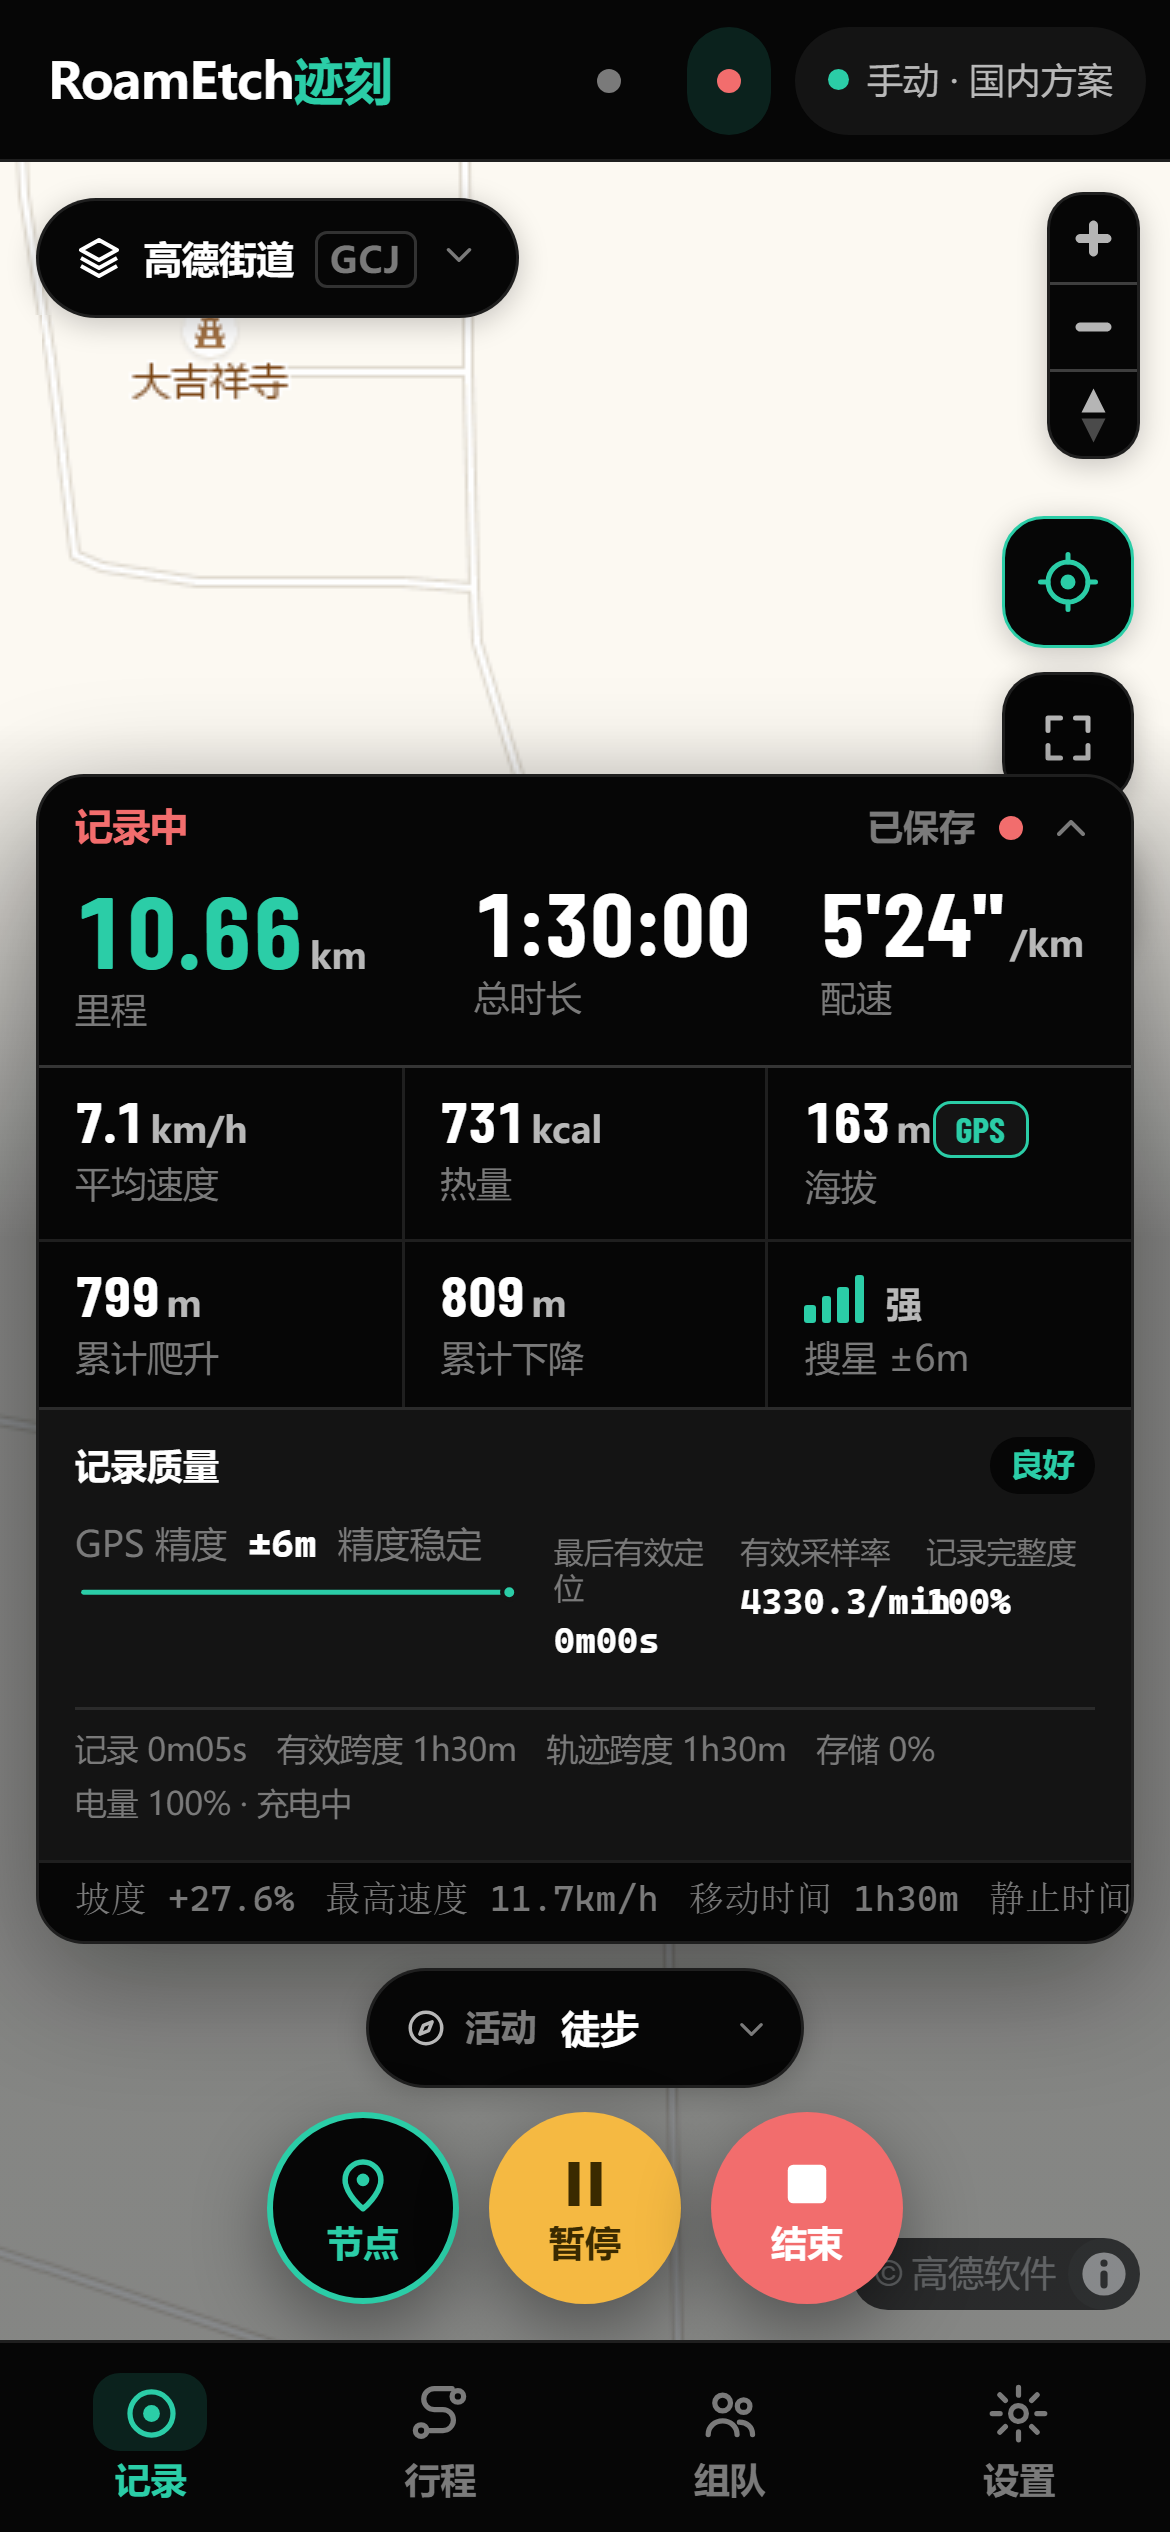 RoamEtch迹刻
手动 · 国内方案
高德街道 GCJ
大吉祥寺
记录中 已保存
10.66 km 1:30:00 5'24" /km
里程 总时长 配速
7.1 km/h 731 kcal 163 m GPS
平均速度 热量 海拔
799 m 809 m 强
累计爬升 累计下降 搜星 ±6m
记录质量 良好
GPS 精度 ±6m 精度稳定
最后有效定位 有效采样率 记录完整度
0m00s 4330.3/min 100%
记录 0m05s 有效跨度 1h30m 轨迹跨度 1h30m 存储 0%
电量 100% · 充电中
坡度 +27.6% 最高速度 11.7km/h 移动时间 1h30m 静止时间
活动 徒步
节点 暂停 结束
© 高德软件
记录 行程 组队 设置